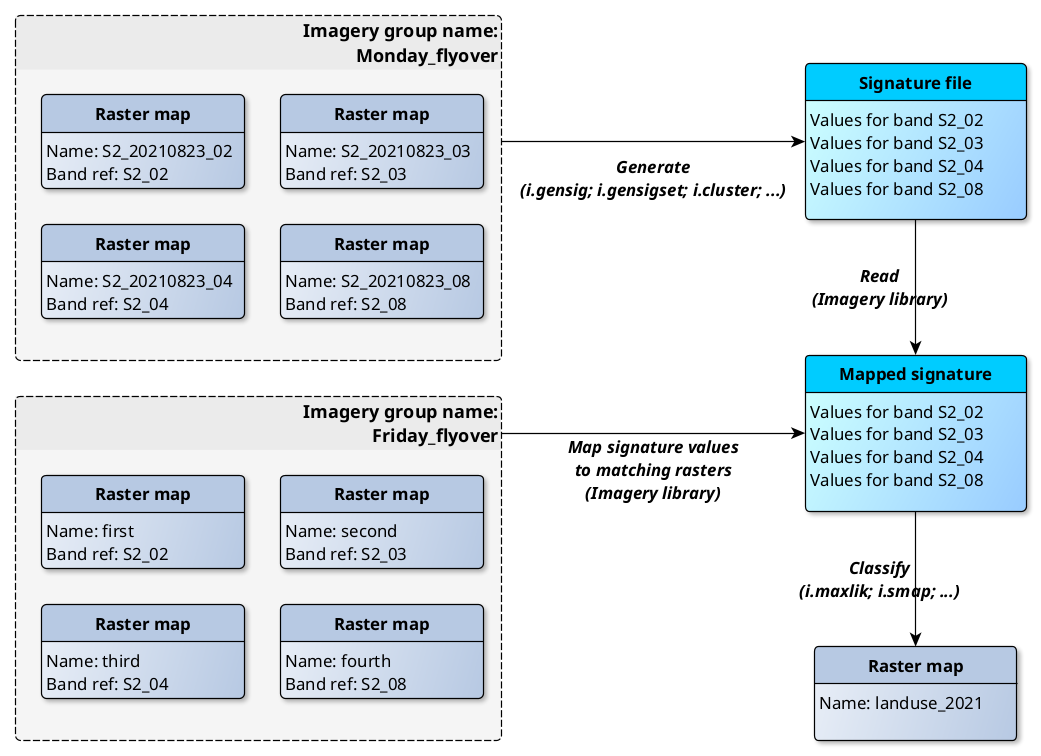 Imagery group name:
Monday_flyover
Raster map
Name: S2_20210823_02
Band ref: S2_02
Raster map
Name: S2_20210823_03
Band ref: S2_03
Raster map
Name: S2_20210823_04
Band ref: S2_04
Raster map
Name: S2_20210823_08
Band ref: S2_08
Generate
(i.gensig; i.gensigset; i.cluster; ...)
Signature file
Values for band S2_02
Values for band S2_03
Values for band S2_04
Values for band S2_08
Read
(Imagery library)
Imagery group name:
Friday_flyover
Raster map
Name: first
Band ref: S2_02
Raster map
Name: second
Band ref: S2_03
Raster map
Name: third
Band ref: S2_04
Raster map
Name: fourth
Band ref: S2_08
Map signature values
to matching rasters
(Imagery library)
Mapped signature
Values for band S2_02
Values for band S2_03
Values for band S2_04
Values for band S2_08
Classify
(i.maxlik; i.smap; ...)
Raster map
Name: landuse_2021